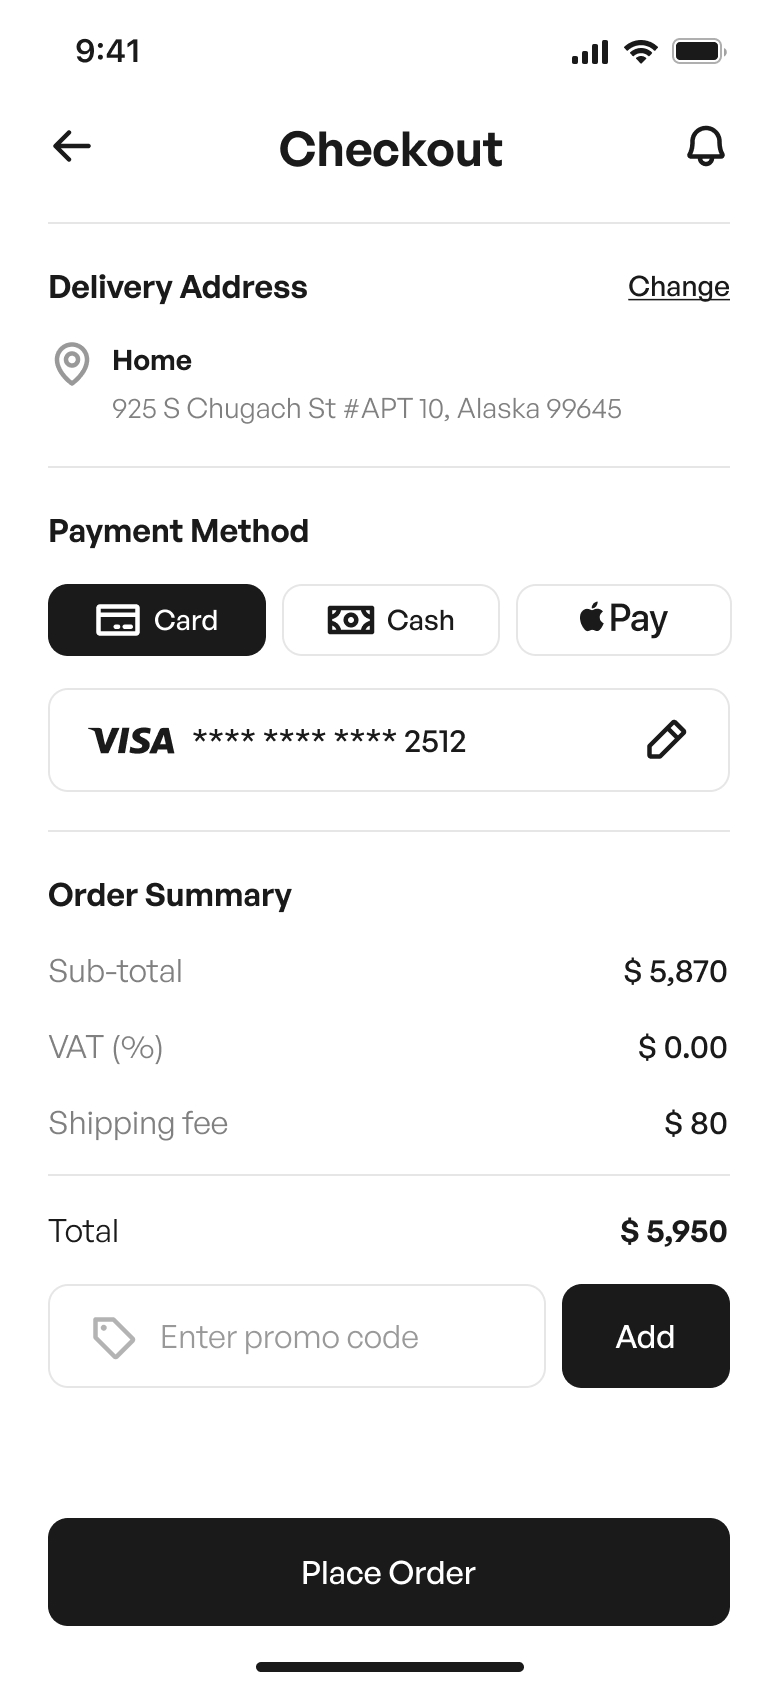 9:41
Checkout
Delivery Address Change
Home
925 S Chugach St #APT 10, Alaska 99645
Payment Method
Card Cash Pay
VISA **** **** **** 2512
Order Summary
Sub-total $ 5,870
VAT (%) $ 0.00
Shipping fee $ 80
Total $ 5,950
Enter promo code Add
Place Order